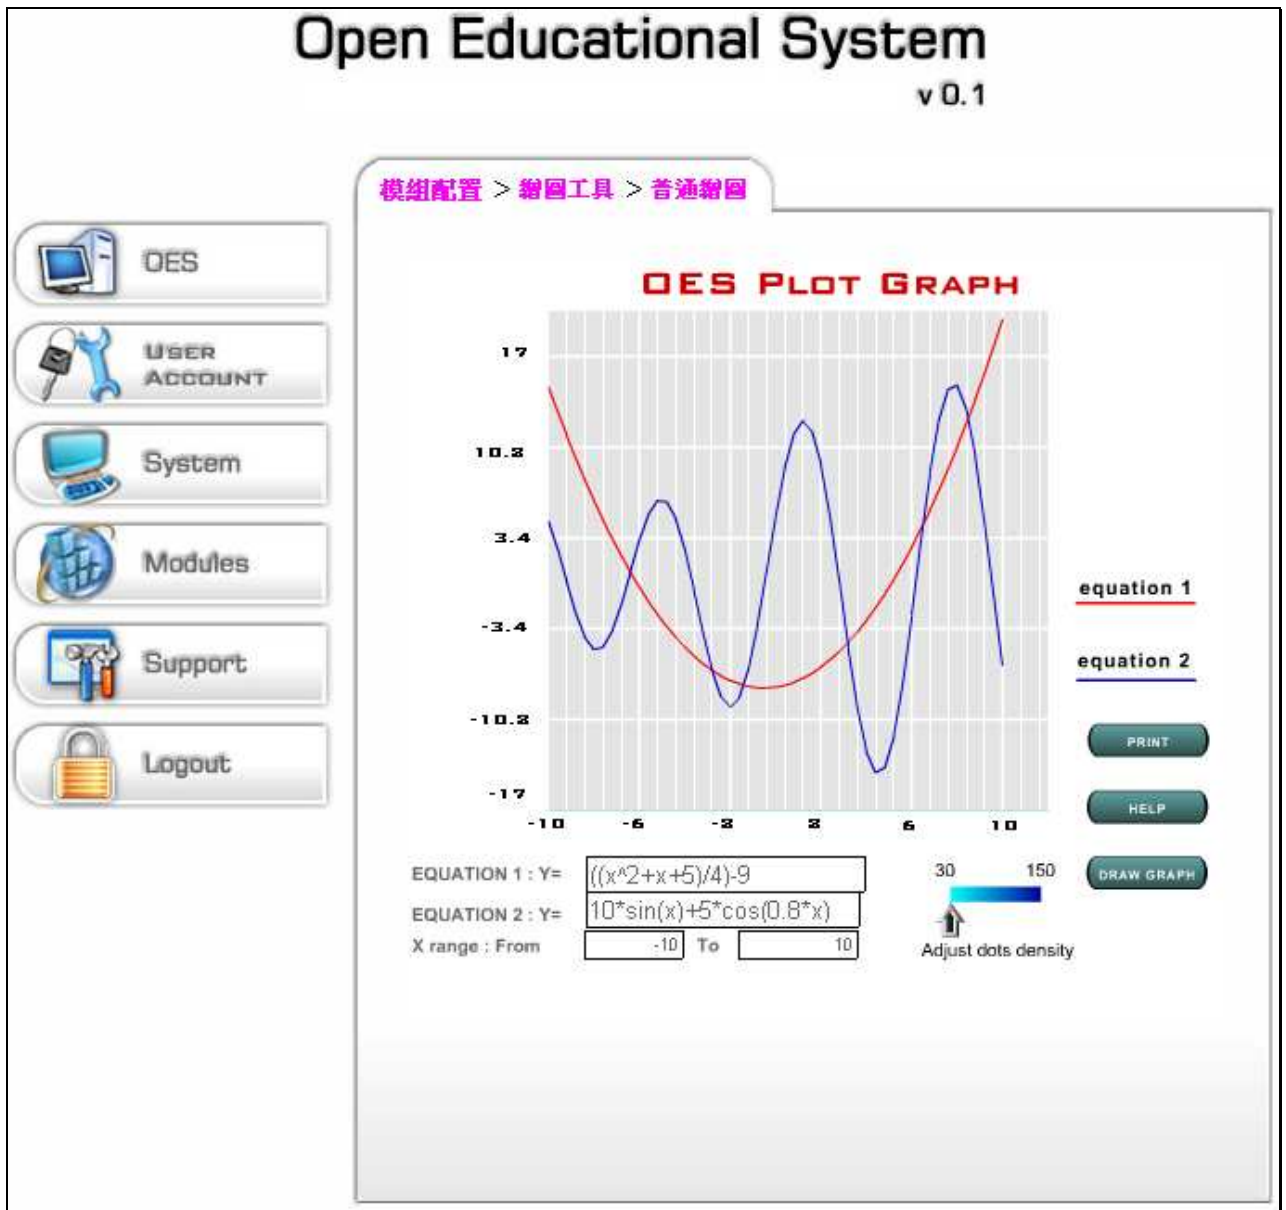 Open Educational System
v 0.1
模組配置 > 繪圖工具 > 普通繪圖
OES
USER
ACCOUNT
System
Modules
Support
Logout
OES PLOT GRAPH
17
10.2
3.4
-3.4
-10.2
-17
-10 -6 -2 2 6 10
equation 1
equation 2
PRINT
HELP
DRAW GRAPH
EQUATION 1 : Y= ((x^2+x+5)/4)-9
EQUATION 2 : Y= 10*sin(x)+5*cos(0.8*x)
X range : From -10 To 10
30 150
Adjust dots density